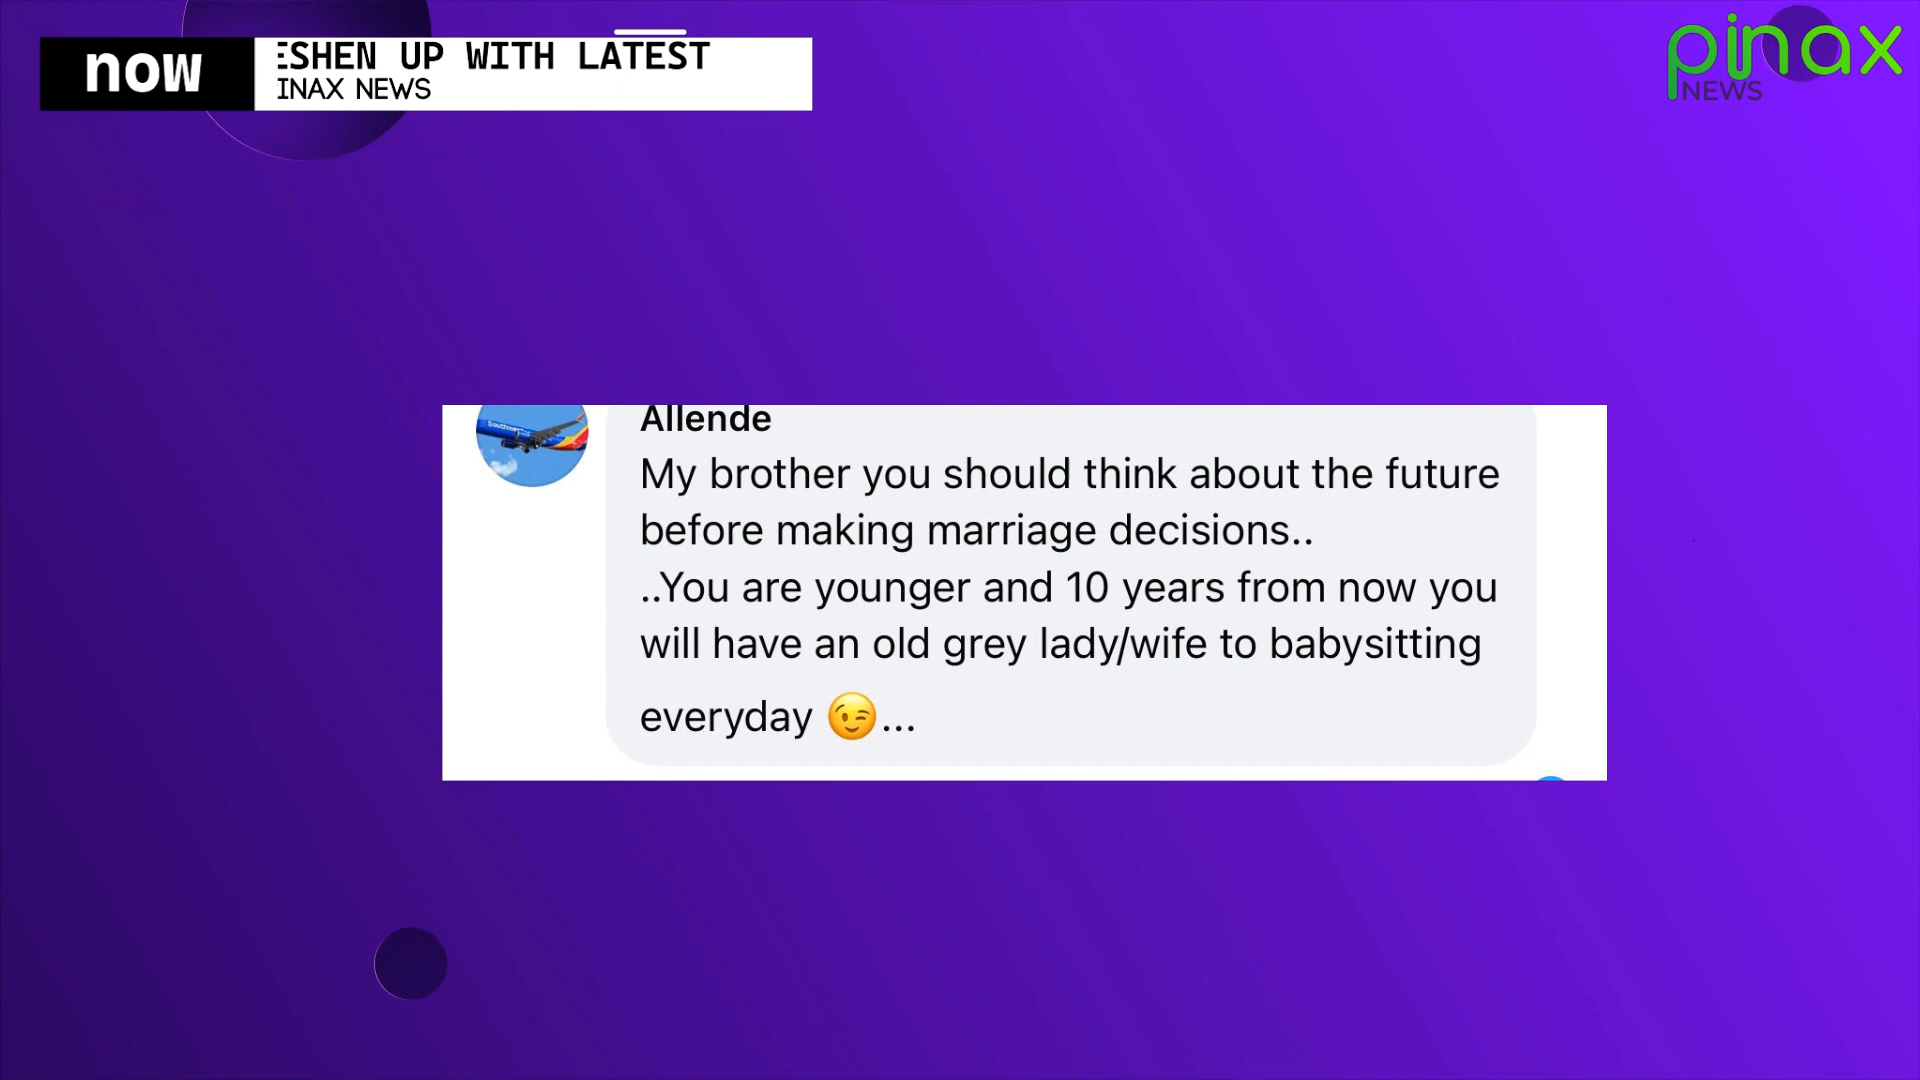 now
ESHEN UP WITH LATEST
INAX NEWS
pinax
NEWS
Southwest
Allende
My brother you should think about the future
before making marriage decisions..
..You are younger and 10 years from now you
will have an old grey lady/wife to babysitting
everyday 😉...